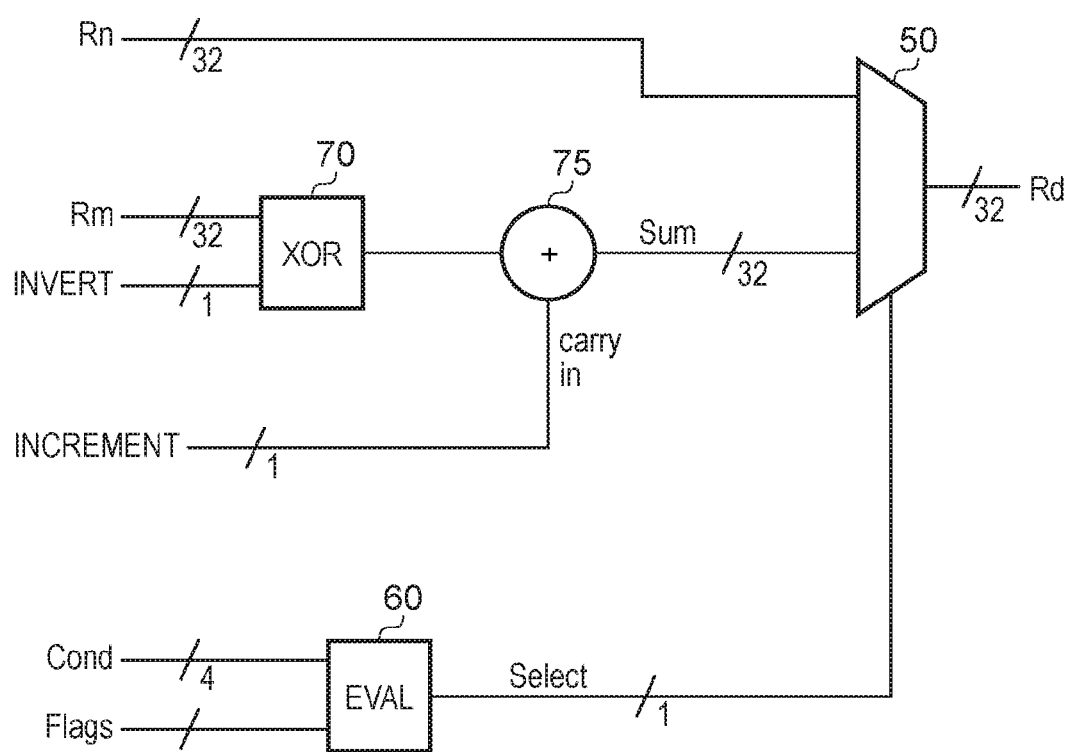 Rn
32
50
70
75
Rm
32
XOR
+
Sum
32
Rd
32
INVERT
1
carry
in
INCREMENT
1
60
Cond
4
EVAL
Select
1
Flags